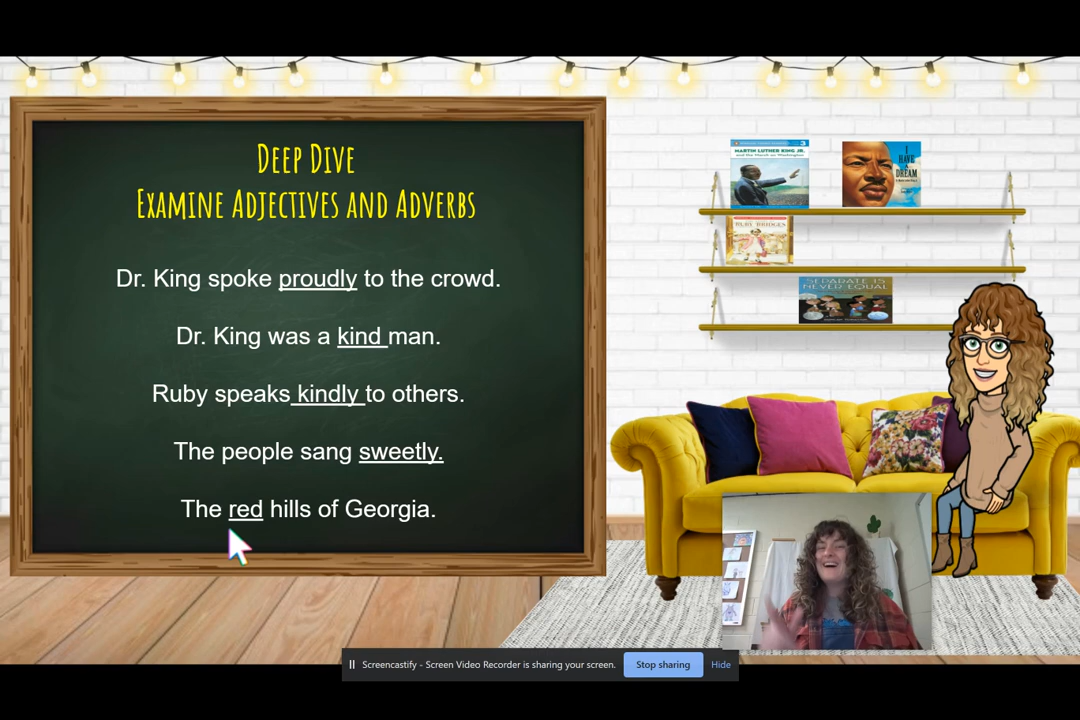 Deep Dive
Examine Adjectives and Adverbs
Dr. King spoke proudly to the crowd.
Dr. King was a kind man.
Ruby speaks kindly to others.
The people sang sweetly.
The red hills of Georgia.
MARTIN LUTHER KING JR.
and the March on Washington
3
I HAVE A DREAM
RUBY BRIDGES
SEPARATE IS
NEVER EQUAL
Screencastify - Screen Video Recorder is sharing your screen.
Stop sharing
Hide